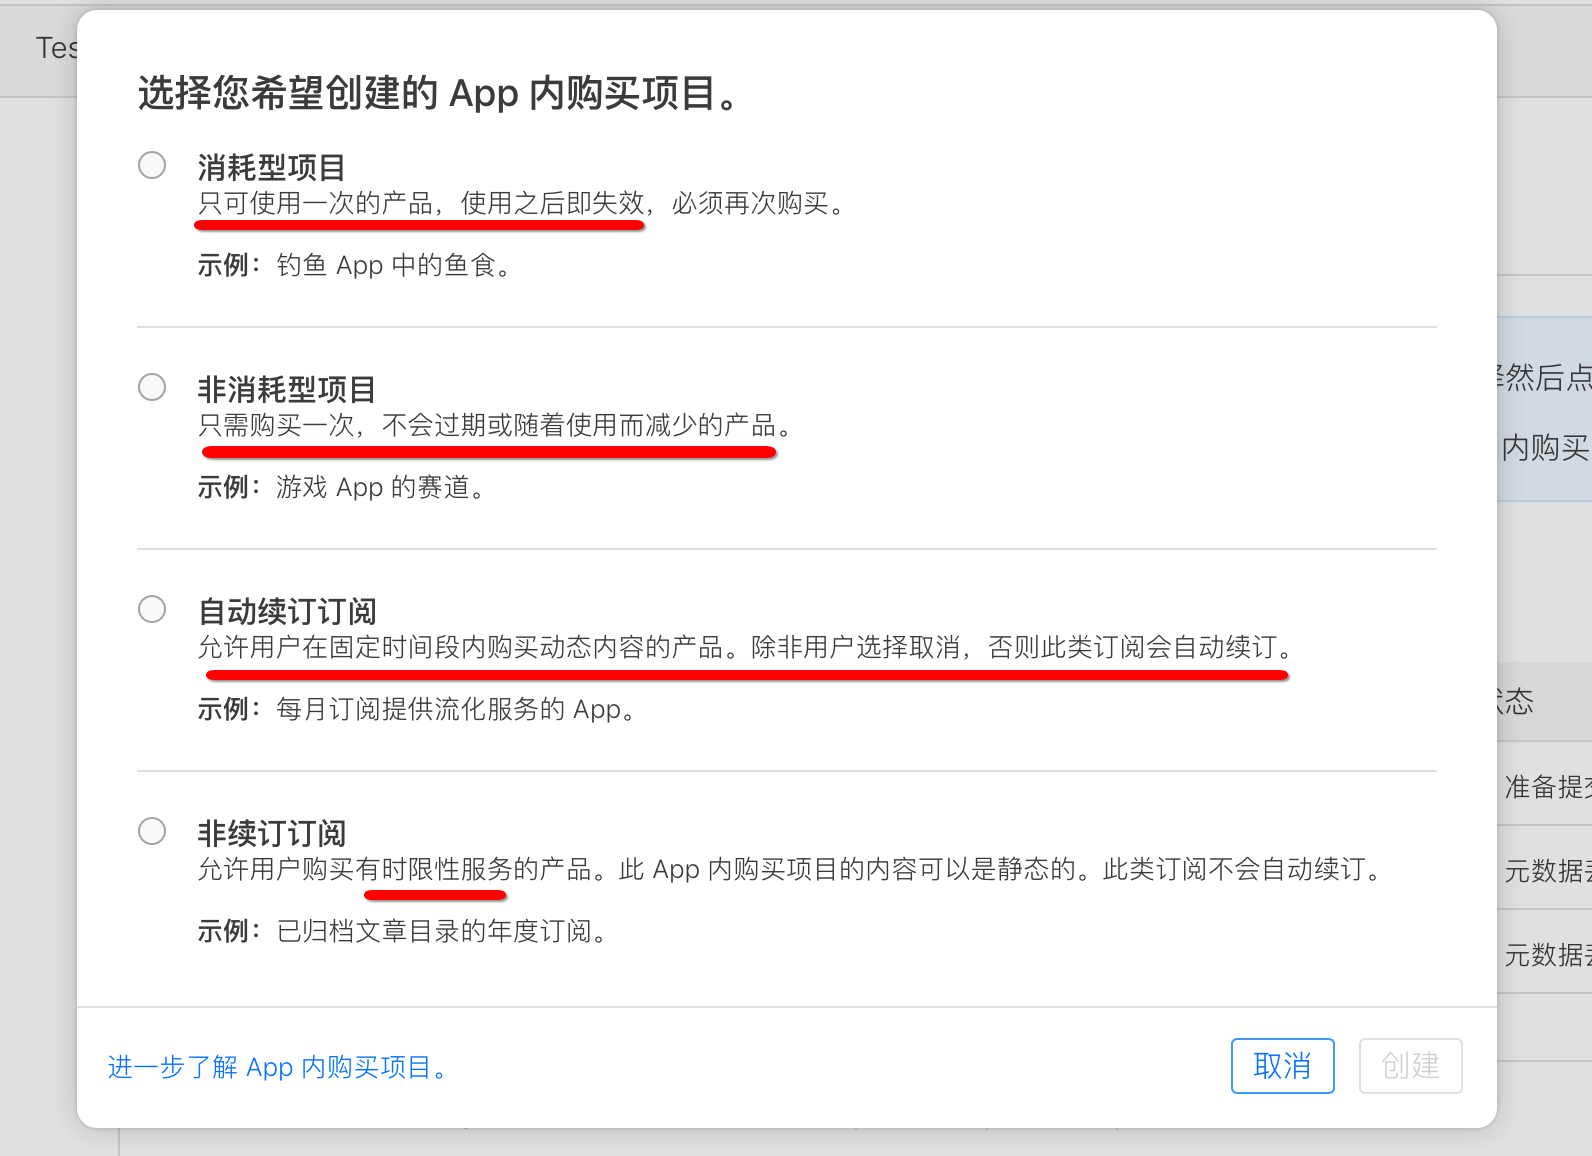 Tes
选择您希望创建的 App 内购买项目。
消耗型项目
只可使用一次的产品，使用之后即失效，必须再次购买。
示例：钓鱼 App 中的鱼食。
非消耗型项目
只需购买一次，不会过期或随着使用而减少的产品。
示例：游戏 App 的赛道。
然后点
内购买
自动续订订阅
允许用户在固定时间段内购买动态内容的产品。除非用户选择取消，否则此类订阅会自动续订。
示例：每月订阅提供流化服务的 App。
状态
准备提交
非续订订阅
允许用户购买有时限性服务的产品。此 App 内购买项目的内容可以是静态的。此类订阅不会自动续订。
元数据丢
示例：已归档文章目录的年度订阅。
元数据丢
进一步了解 App 内购买项目。
取消
创建